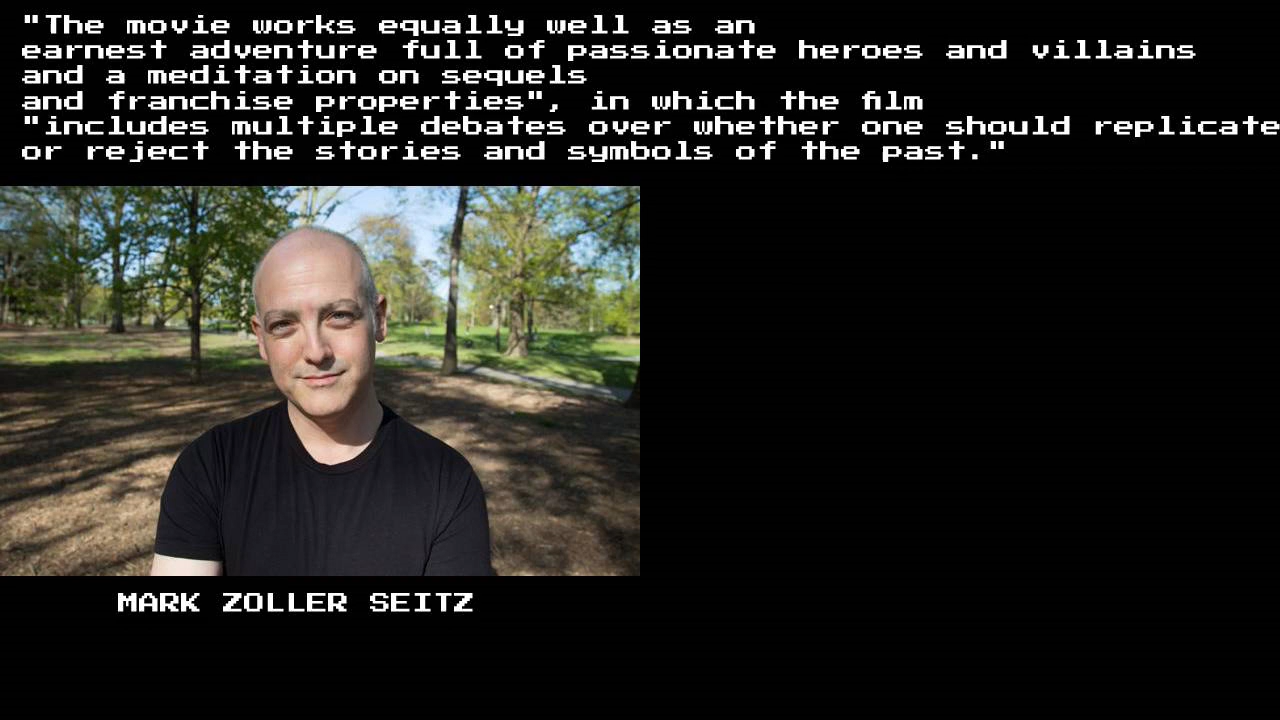 "The movie works equally well as an
earnest adventure full of passionate heroes and villains
and a meditation on sequels
and franchise properties", in which the film
"includes multiple debates over whether one should replicate
or reject the stories and symbols of the past."
MARK ZOLLER SEITZ